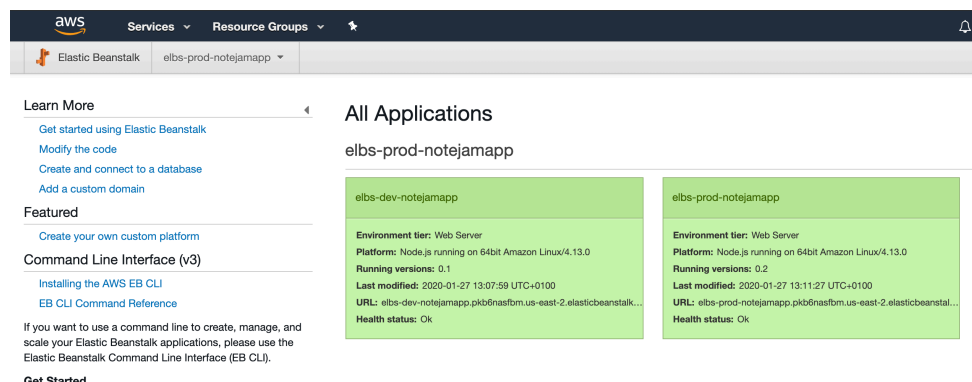 aws
Services
Resource Groups
Elastic Beanstalk
elbs-prod-notejamapp
Learn More
Get started using Elastic Beanstalk
Modify the code
Create and connect to a database
Add a custom domain
Featured
Create your own custom platform
Command Line Interface (v3)
Installing the AWS EB CLI
EB CLI Command Reference
If you want to use a command line to create, manage, and
scale your Elastic Beanstalk applications, please use the
Elastic Beanstalk Command Line Interface (EB CLI).
Get Started
All Applications
elbs-prod-notejamapp
elbs-dev-notejamapp
Environment tier: Web Server
Platform: Node.js running on 64bit Amazon Linux/4.13.0
Running versions: 0.1
Last modified: 2020-01-27 13:07:59 UTC+0100
URL: elbs-dev-notejamapp.pkb6nasfbm.us-east-2.elasticbeanstalk...
Health status: Ok
elbs-prod-notejamapp
Environment tier: Web Server
Platform: Node.js running on 64bit Amazon Linux/4.13.0
Running versions: 0.2
Last modified: 2020-01-27 13:11:27 UTC+0100
URL: elbs-prod-notejamapp.pkb6nasfbm.us-east-2.elasticbeanstal...
Health status: Ok